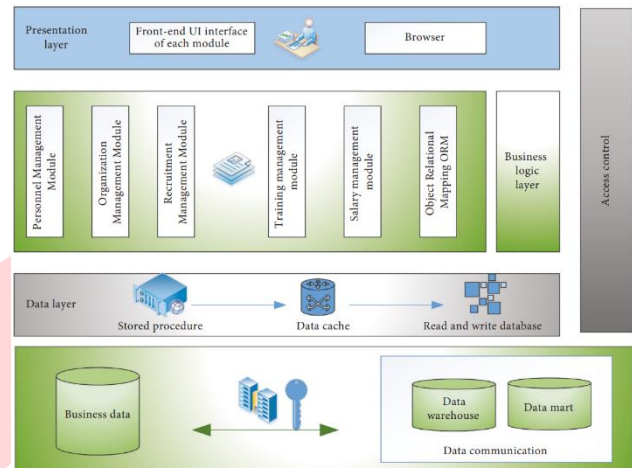 Presentation
layer
Front-end UI interface
of each module
Browser
Personnel Management
Module
Organization
Management Module
Recruitment
Management Module
Training management
module
Salary management
module
Object Relational
Mapping ORM
Business
logic
layer
Access control
Data layer
Stored procedure
Data cache
Read and write database
Business data
Data
warehouse
Data mart
Data communication